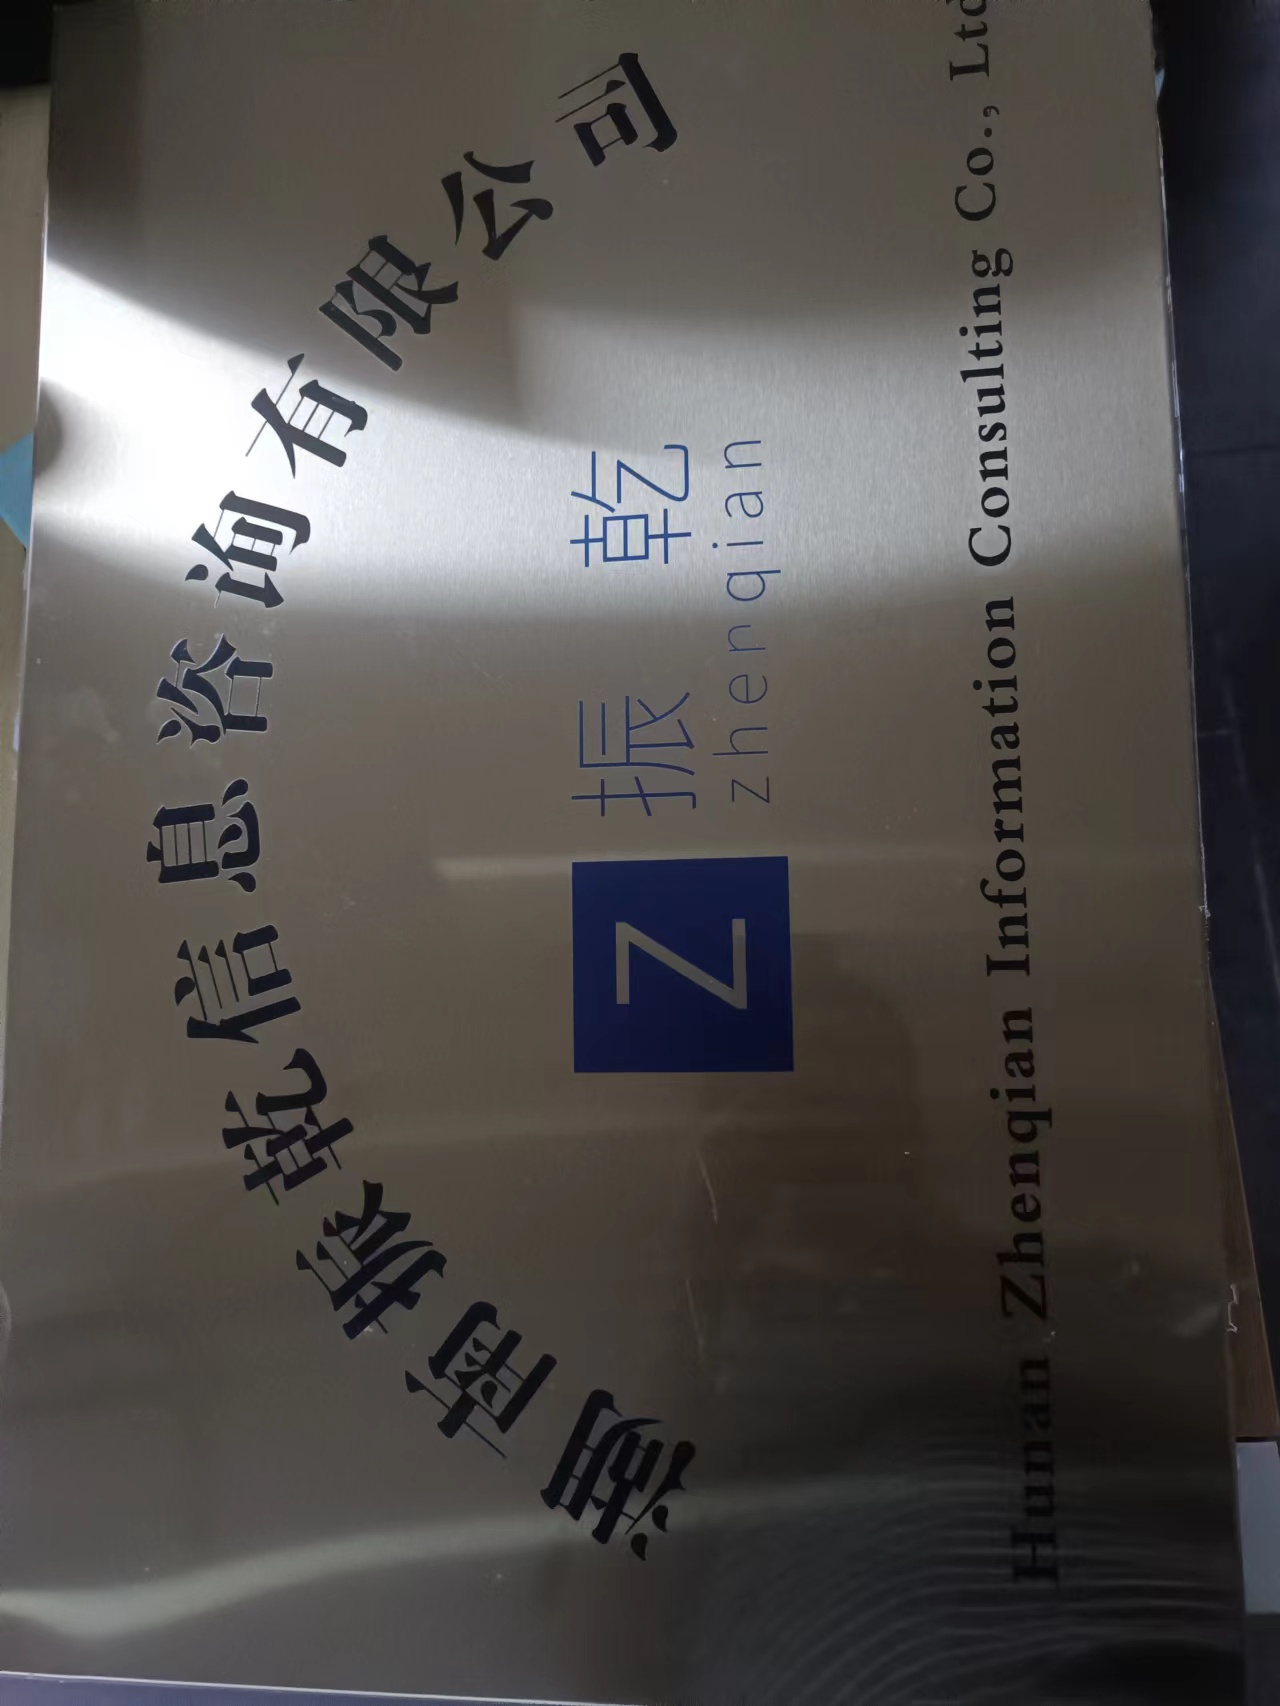 湖南振乾信息咨询有限公司
Z
振乾
zhenqian
Hunan Zhenqian Information Consulting Co., Ltd